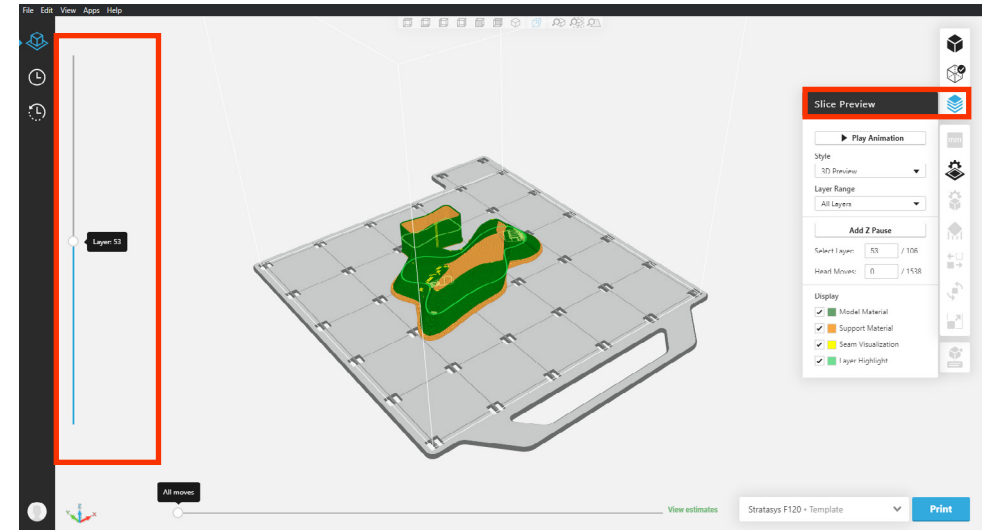 File Edit View Apps Help
Slice Preview
Play Animation
Style
3D Preview
Layer Range
All Layers
Add Z Pause
Select Layer: 53 / 106
Head Moves: 0 / 1538
Display
Model Material
Support Material
Seam Visualization
Layer Highlight
Layer: 53
All moves
View estimates
Stratasys F120 • Template
Print